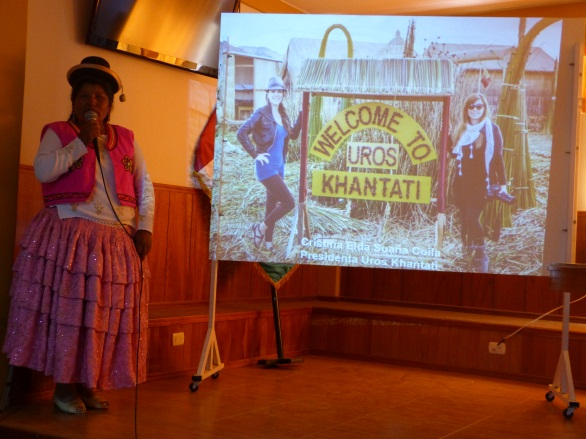 WELCOME TO
UROS
KHANTATI
Cristina Elda Suaña Coila
Presidenta Uros Khantati